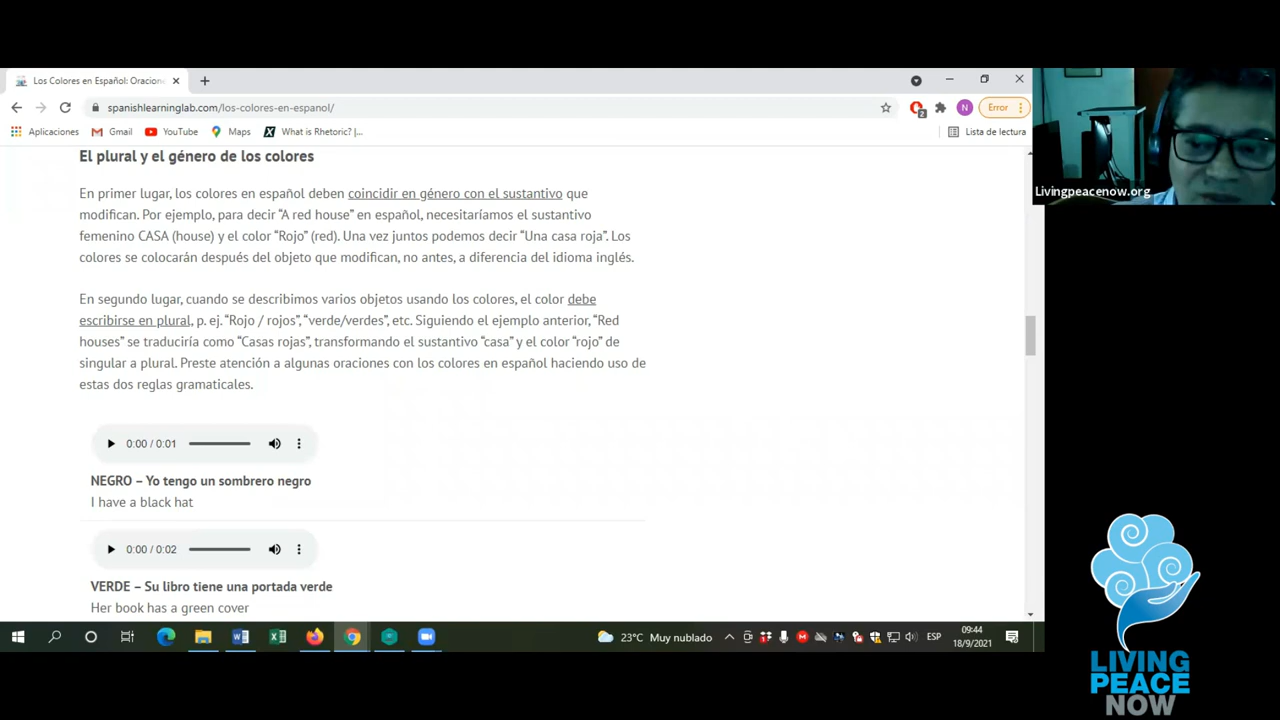 Los Colores en Español: Oracion
spanishlearninglab.com/los-colores-en-espanol/
N
Error
2
Aplicaciones
Gmail
YouTube
Maps
What is Rhetoric? |...
Lista de lectura
Livingpeacenow.org
El plural y el género de los colores
En primer lugar, los colores en español deben coincidir en género con el sustantivo que
modifican. Por ejemplo, para decir “A red house” en español, necesitaríamos el sustantivo
femenino CASA (house) y el color “Rojo” (red). Una vez juntos podemos decir “Una casa roja”. Los
colores se colocarán después del objeto que modifican, no antes, a diferencia del idioma inglés.
En segundo lugar, cuando se describimos varios objetos usando los colores, el color debe
escribirse en plural, p. ej. “Rojo / rojos”, “verde/verdes”, etc. Siguiendo el ejemplo anterior, “Red
houses” se traduciría como “Casas rojas”, transformando el sustantivo “casa” y el color “rojo” de
singular a plural. Preste atención a algunas oraciones con los colores en español haciendo uso de
estas dos reglas gramaticales.
0:00 / 0:01
NEGRO – Yo tengo un sombrero negro
I have a black hat
0:00 / 0:02
VERDE – Su libro tiene una portada verde
Her book has a green cover
23°C Muy nublado
ESP
09:44
18/9/2021
LIVING
PEACE
NOW